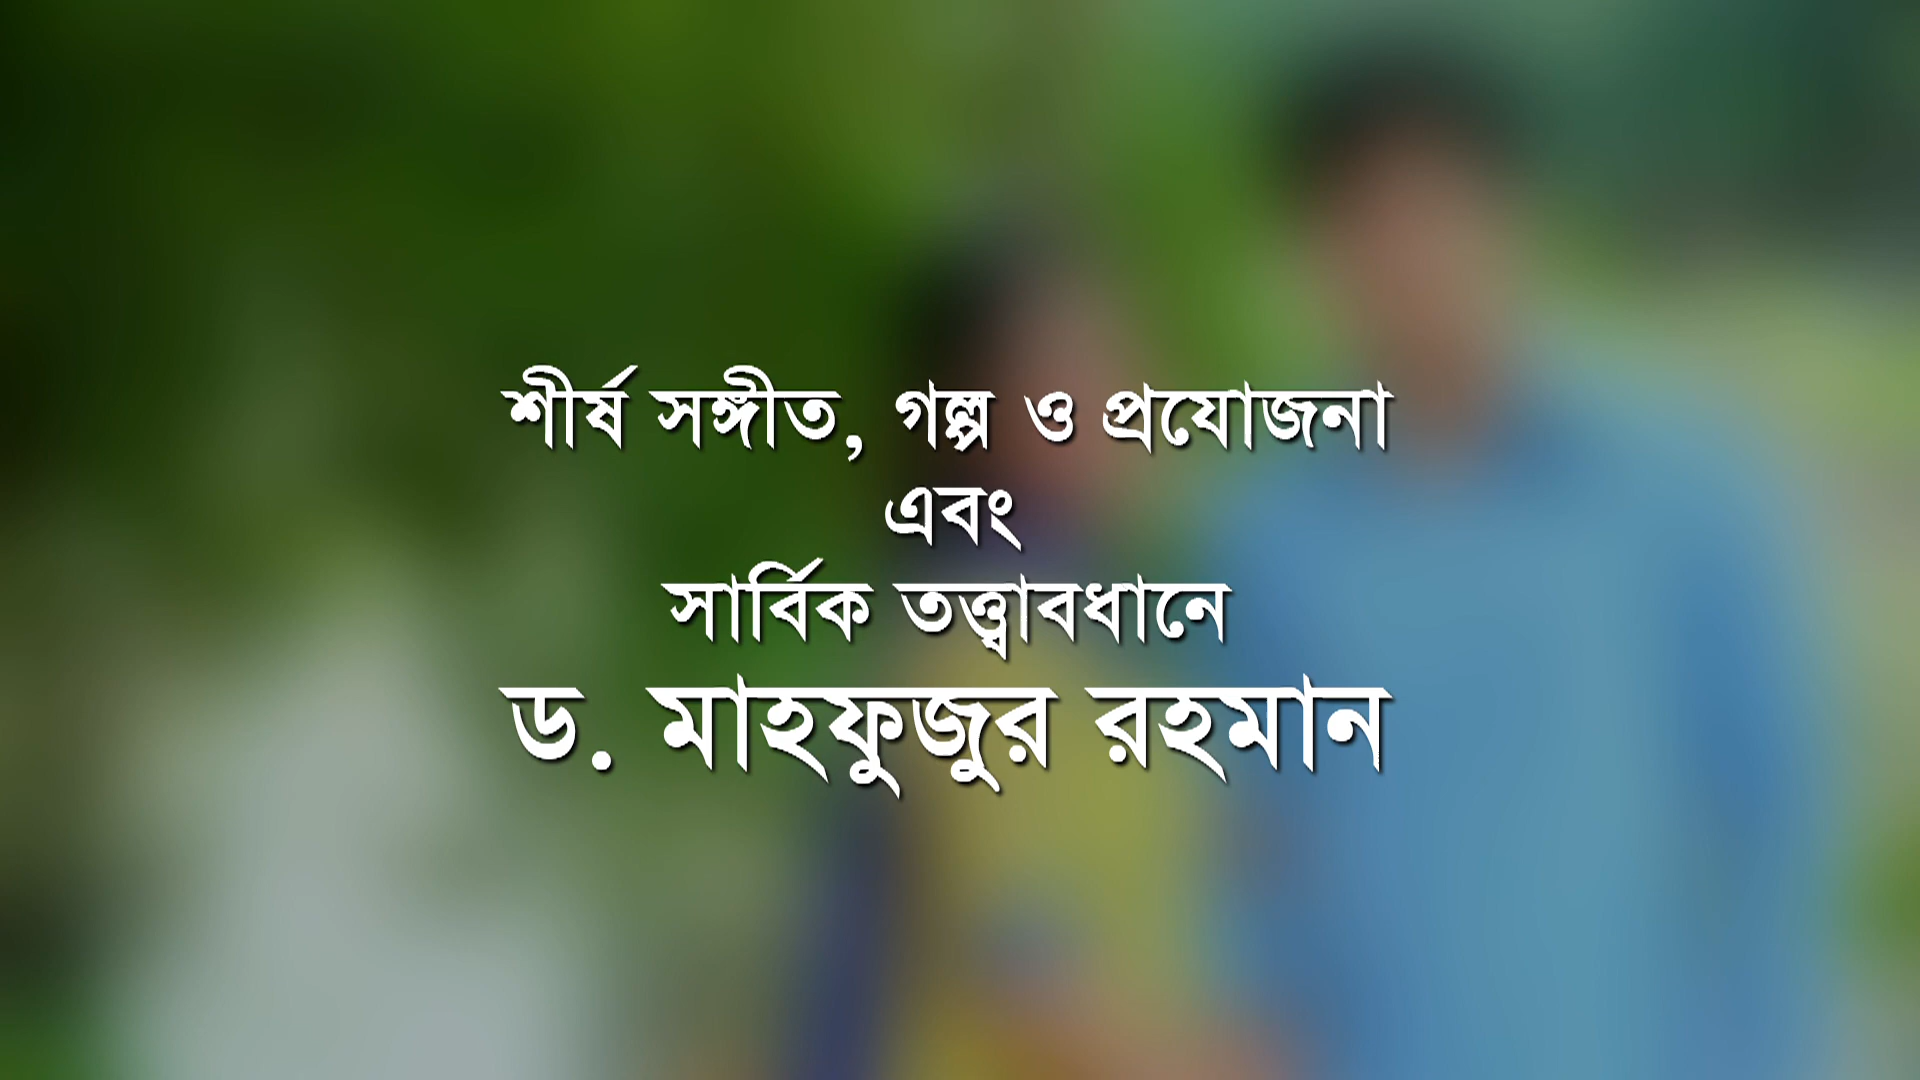 শীর্ষ সঙ্গীত, গল্প ও প্রযোজনা
এবং
সার্বিক তত্ত্বাবধানে
ড. মাহফুজুর রহমান